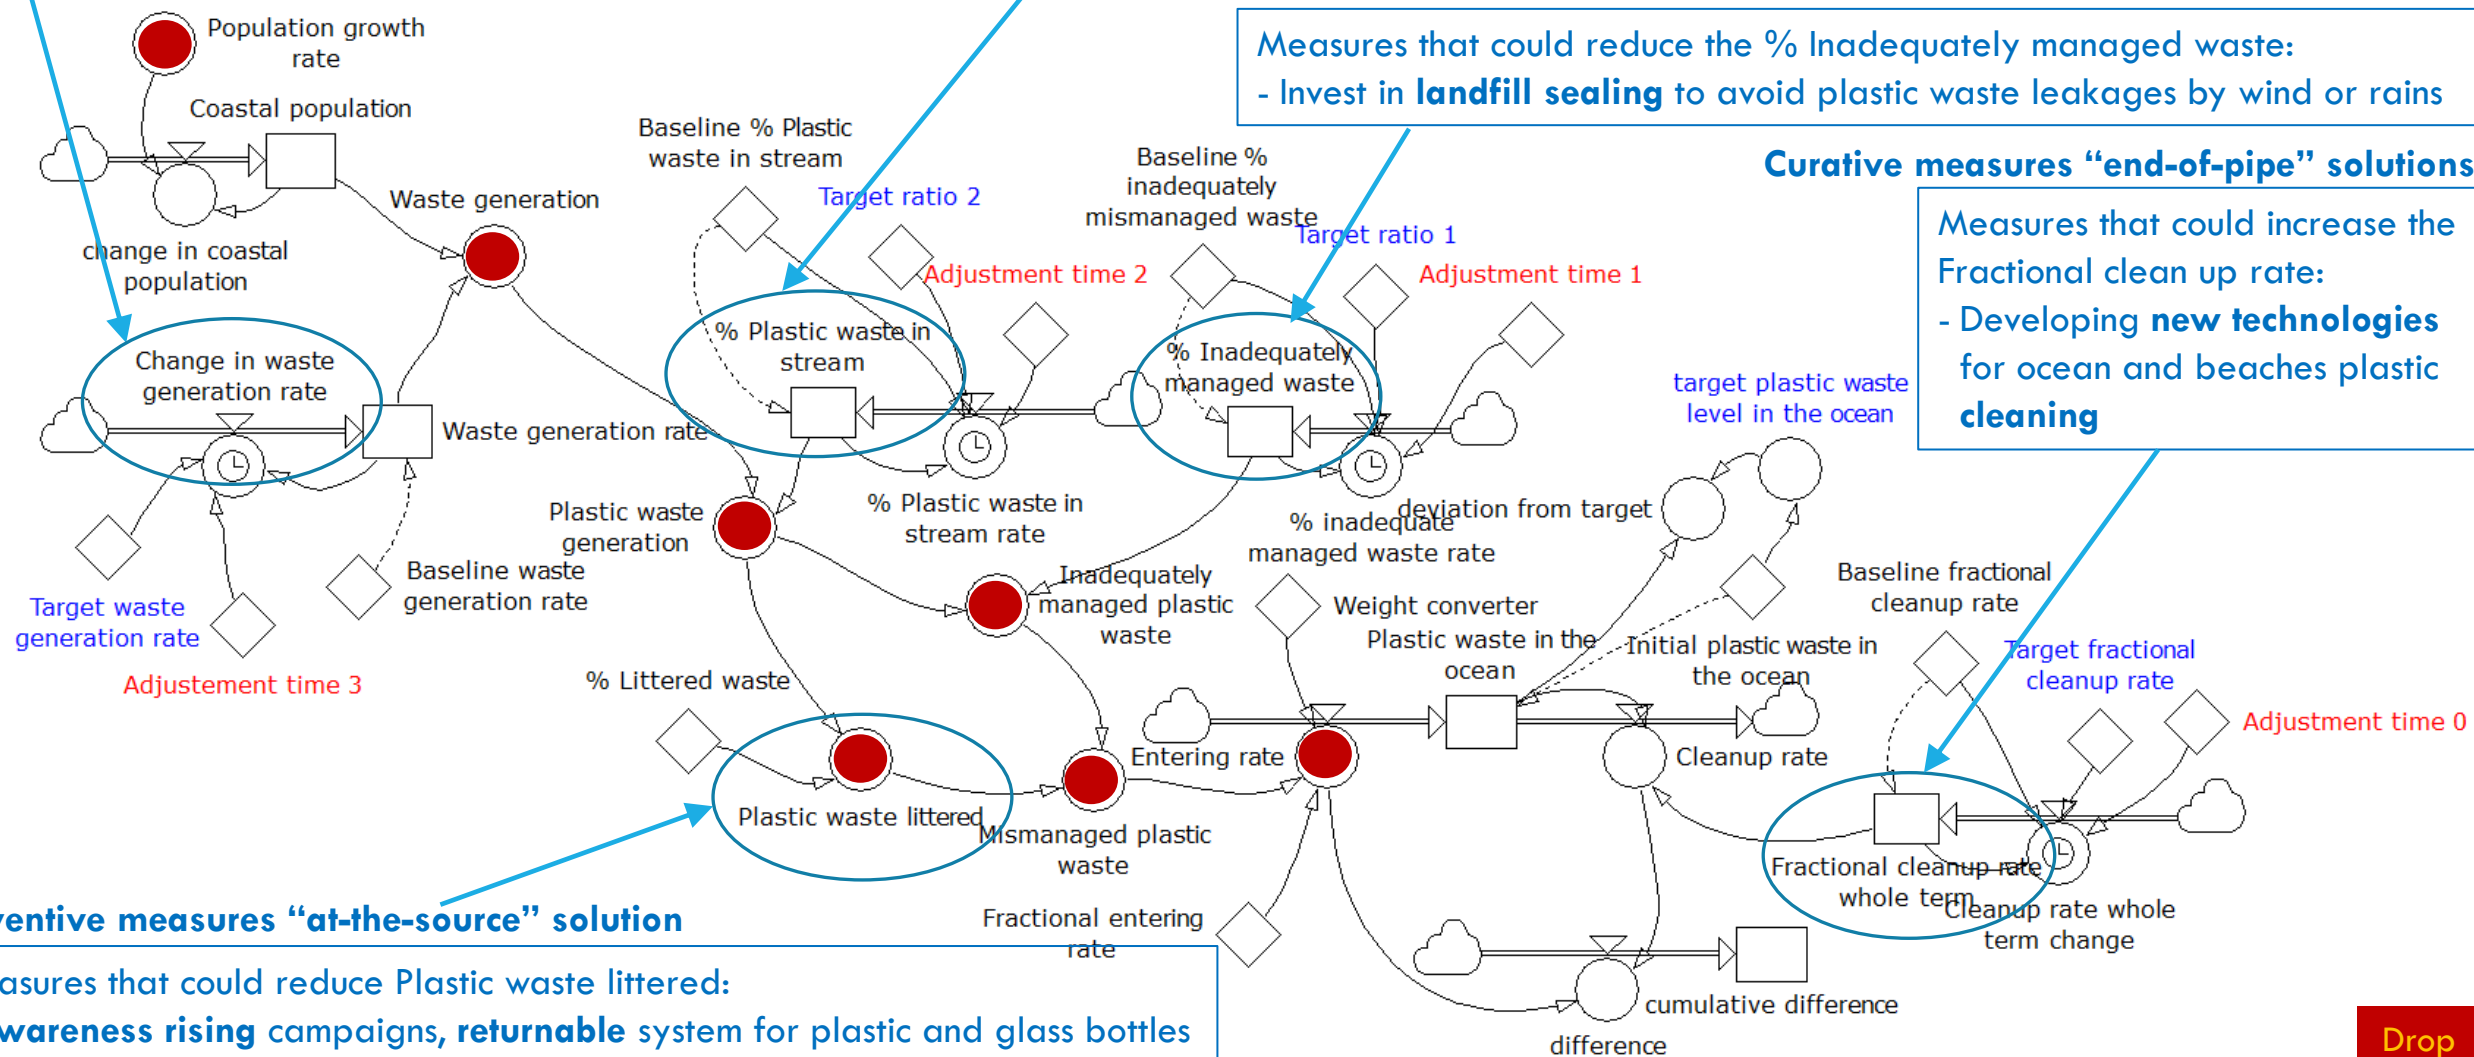 Population growth
rate
Coastal population
change in coastal
population
Waste generation
Baseline % Plastic
waste in stream
Target ratio 2
Adjustment time 2
Measures that could reduce the % Inadequately managed waste:
- Invest in landfill sealing to avoid plastic waste leakages by wind or rains
Baseline %
inadequately
mismanaged waste
Target ratio 1
Adjustment time 1
Curative measures “end-of-pipe” solutions
Measures that could increase the
Fractional clean up rate:
- Developing new technologies
for ocean and beaches plastic
cleaning
Change in waste
generation rate
Waste generation rate
% Plastic waste in
stream
% Inadequately
managed waste
target plastic waste
level in the ocean
Plastic waste
generation
% Plastic waste in
stream rate
% inadequate
managed waste rate
deviation from target
Target waste
generation rate
Baseline waste
generation rate
Adjustement time 3
Inadequately
managed plastic
waste
Weight converter
Plastic waste in the
ocean
Initial plastic waste in
the ocean
Baseline fractional
cleanup rate
Target fractional
cleanup rate
Adjustment time 0
% Littered waste
Plastic waste littered
Mismanaged plastic
waste
Entering rate
Cleanup rate
Fractional cleanup rate
whole term
Cleanup rate whole
term change
Fractional entering
rate
cumulative difference
difference
ventive measures “at-the-source” solution
asures that could reduce Plastic waste littered:
wareness rising campaigns, returnable system for plastic and glass bottles
Drop